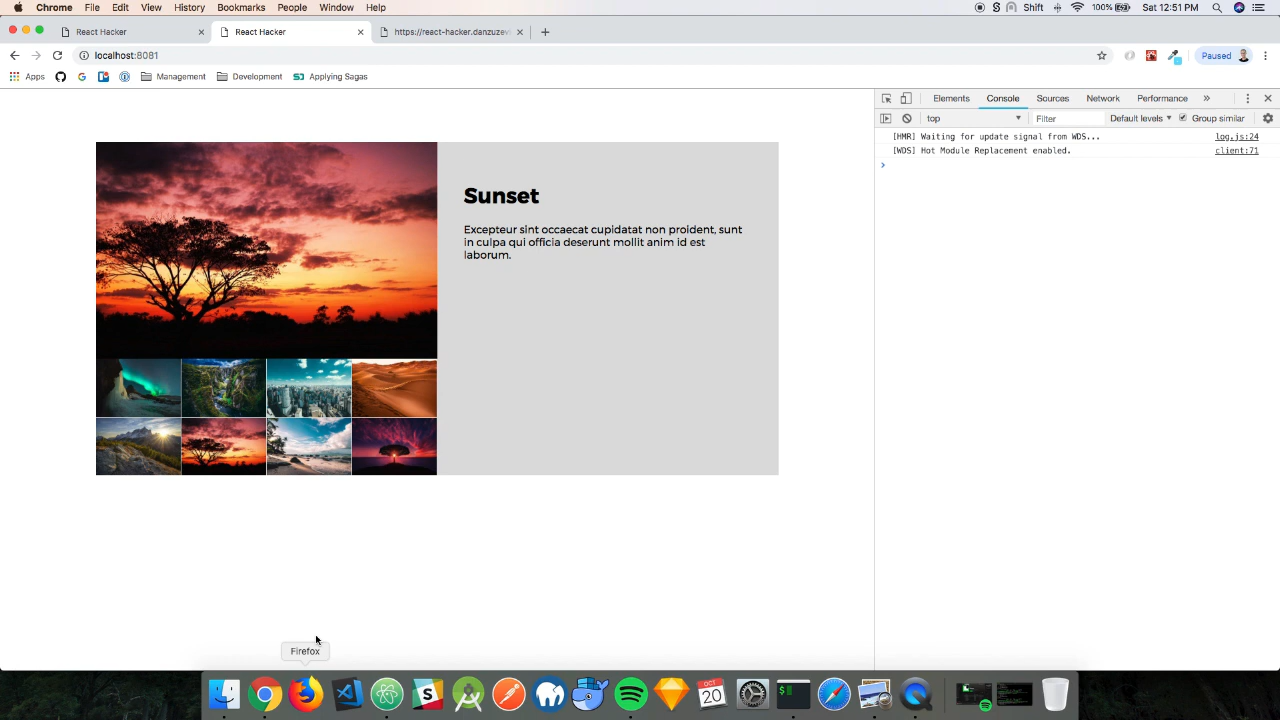 Chrome File Edit View History Bookmarks People Window Help
Shift 100% Sat 12:51 PM
React Hacker
React Hacker
https://react-hacker.danzuzevi
localhost:8081
Paused
Apps
Management
Development
Applying Sagas
Elements Console Sources Network Performance
top Filter Default levels Group similar
[HMR] Waiting for update signal from WDS... log.js:24
[WDS] Hot Module Replacement enabled. client:71
Sunset
Excepteur sint occaecat cupidatat non proident, sunt
in culpa qui officia deserunt mollit anim id est
laborum.
Firefox
OCT
20